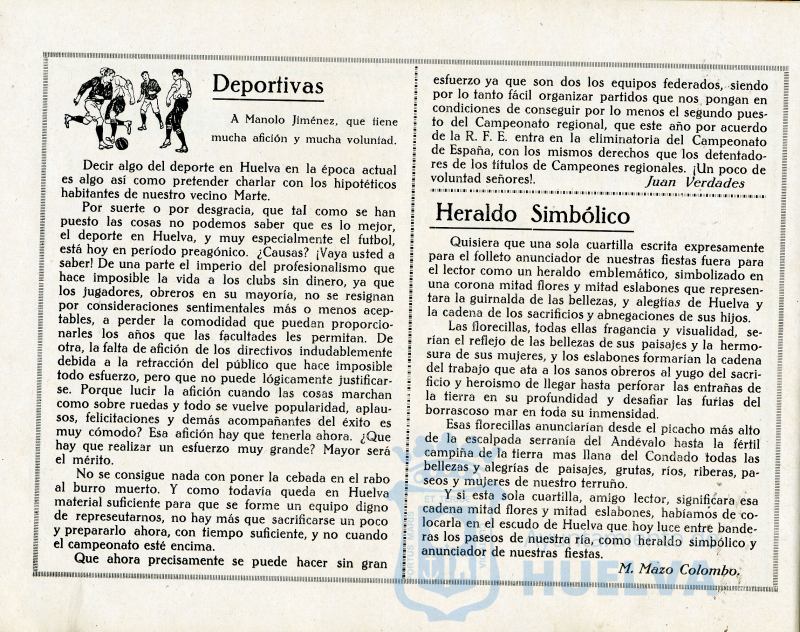 Deportivas
A Manolo Jiménez, que tiene
mucha afición y mucha voluntad.
Decir algo del deporte en Huelva en la época actual
es algo así como pretender charlar con los hipotéticos
habitantes de nuestro vecino Marte.
Por suerte o por desgracia, que tal como se han
puesto las cosas no podemos saber que es lo mejor,
el deporte en Huelva, y muy especialmente el futbol,
está hoy en período preagónico. ¿Causas? ¡Vaya usted a
saber! De una parte el imperio del profesionalismo que
hace imposible la vida a los clubs sin dinero, ya que
los jugadores, obreros en su mayoría, no se resignan
por consideraciones sentimentales más o menos acep-
tables, a perder la comodidad que puedan proporcio-
narles los años que las facultades les permitan. De
otra, la falta de afición de los directivos indudablemente
debida a la retracción del público que hace imposible
todo esfuerzo, pero que no puede lógicamente justificar-
se. Porque lucir la afición cuando las cosas marchan
como sobre ruedas y todo se vuelve popularidad, aplau-
sos, felicitaciones y demás acompañantes del éxito es
muy cómodo? Esa afición hay que tenerla ahora. ¿Que
hay que realizar un esfuerzo muy grande? Mayor será
el mérito.
No se consigue nada con poner la cebada en el rabo
al burro muerto. Y como todavía queda en Huelva
material suficiente para que se forme un equipo digno
de represeutarnos, no hay más que sacrificarse un poco
y prepararlo ahora, con tiempo suficiente, y no cuando
el campeonato esté encima.
Que ahora precisamente se puede hacer sin gran
esfuerzo ya que son dos los equipos federados, siendo
por lo tanto fácil organizar partidos que nos pongan en
condiciones de conseguir por lo menos el segundo pues-
to del Campeonato regional, que este año por acuerdo
de la R. F. E. entra en la eliminatoria del Campeonato
de España, con los mismos derechos que los detentado-
res de los títulos de Campeones regionales. ¡Un poco de
voluntad señores!. Juan Verdades
Heraldo Simbólico
Quisiera que una sola cuartilla escrita expresamente
para el folleto anunciador de nuestras fiestas fuera para
el lector como un heraldo emblemático, simbolizado en
una corona mitad flores y mitad eslabones que represen-
tara la guirnalda de las bellezas, y alegtías de Huelva y
la cadena de los sacrificios y abnegaciones de sus hijos.
Las florecillas, todas ellas fragancia y visualidad, se-
rían el reflejo de las bellezas de sus paisajes y la hermo-
sura de sus mujeres, y los eslabones formarían la cadena
del trabajo que ata a los sanos obreros al yugo del sacri-
ficio y heroismo de llegar hasta perforar las entrañas de
la tierra en su profundidad y desafiar las furias del
borrascoso mar en toda su inmensidad.
Esas florecillas anunciarían desde el picacho más alto
de la escalpada serranía del Andévalo hasta la fértil
campiña de la tierra mas llana del Condado todas las
bellezas y alegrías de paisajes, grutas, ríos, riberas, pa-
seos y mujeres de nuestro terruño.
Y si esta sola cuartilla, amigo lector, significara esa
cadena mitad flores y mitad eslabones, habíamos de co-
locarla en el escudo de Huelva que hoy luce entre bande-
ras los paseos de nuestra ría, como heraldo simbólico y
anunciador de nuestras fiestas.
M. Mazo Colombo.
HUELVA